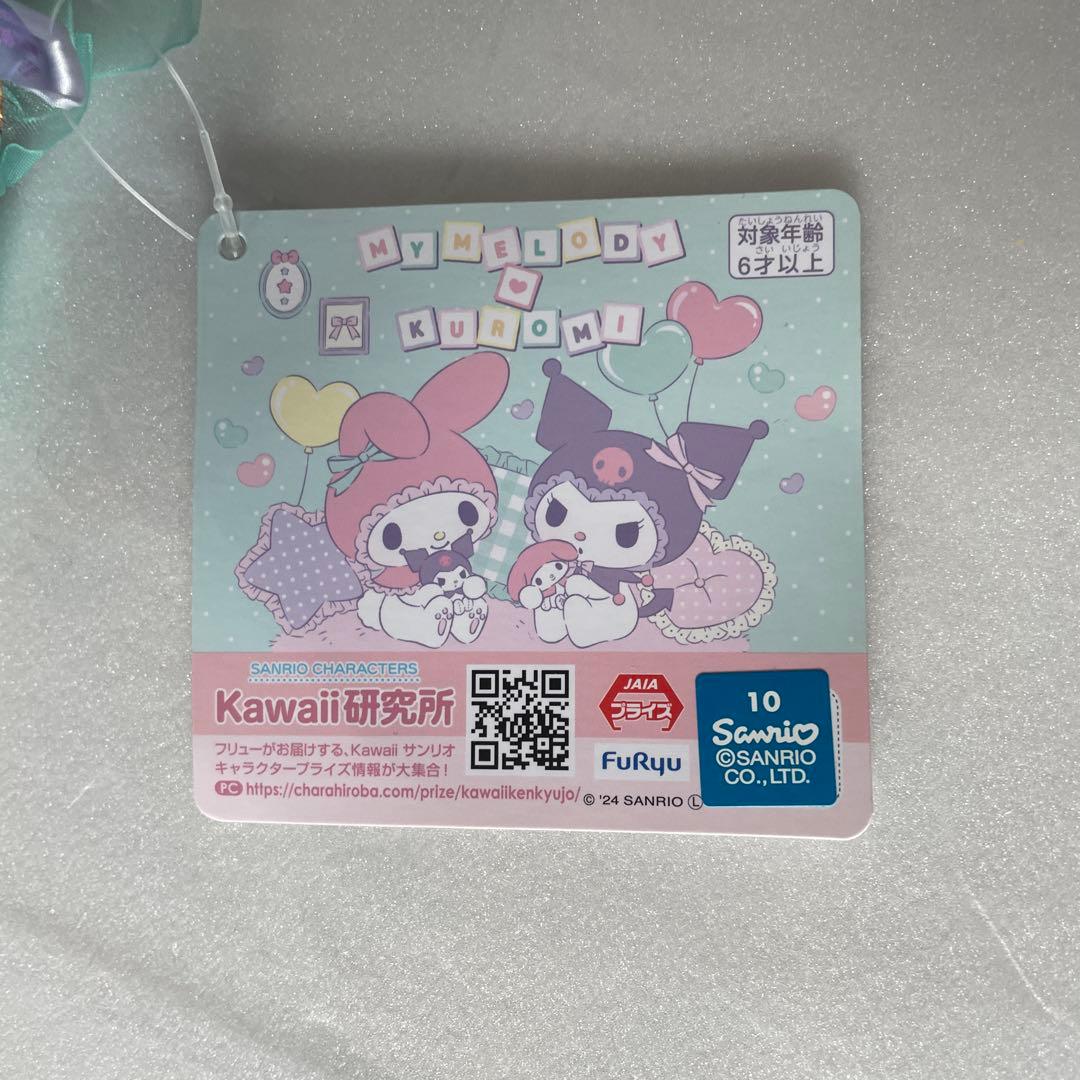 MY MELODY
KUROMI
たいしょうねんれい
対象年齢
さい いじょう
6才以上
SANRIO CHARACTERS
Kawaii研究所
フリューがお届けする、Kawaii サンリオ
キャラクタープライズ情報が大集合!
PC https://charahiroba.com/prize/kawaiikenkyujo/
JAIA
プライズ
FuRyu
© '24 SANRIO Ⓛ
10
Sanrio
©SANRIO
CO.,LTD.